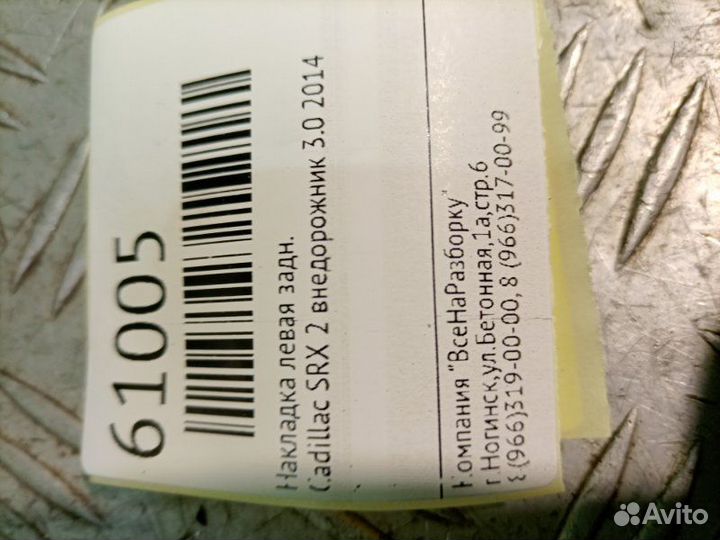 61005
Накладка левая задн.
Cadillac SRX 2 внедорожник 3.0 2014
Компания "ВсеНаРазборку"
г.Ногинск,ул.Бетонная,1а,стр.6
8(966)319-00-00, 8 (966)317-00-99
Avito